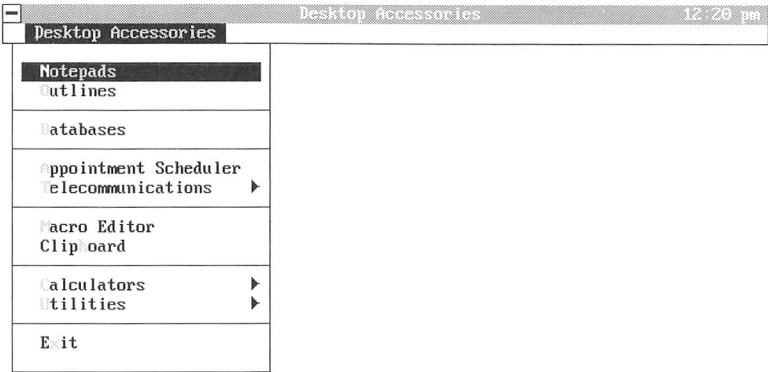 Desktop Accessories 12:20 pm
Desktop Accessories
Notepads
Outlines
Databases
Appointment Scheduler
Telecommunications
Macro Editor
Clipboard
Calculators
Utilities
Exit